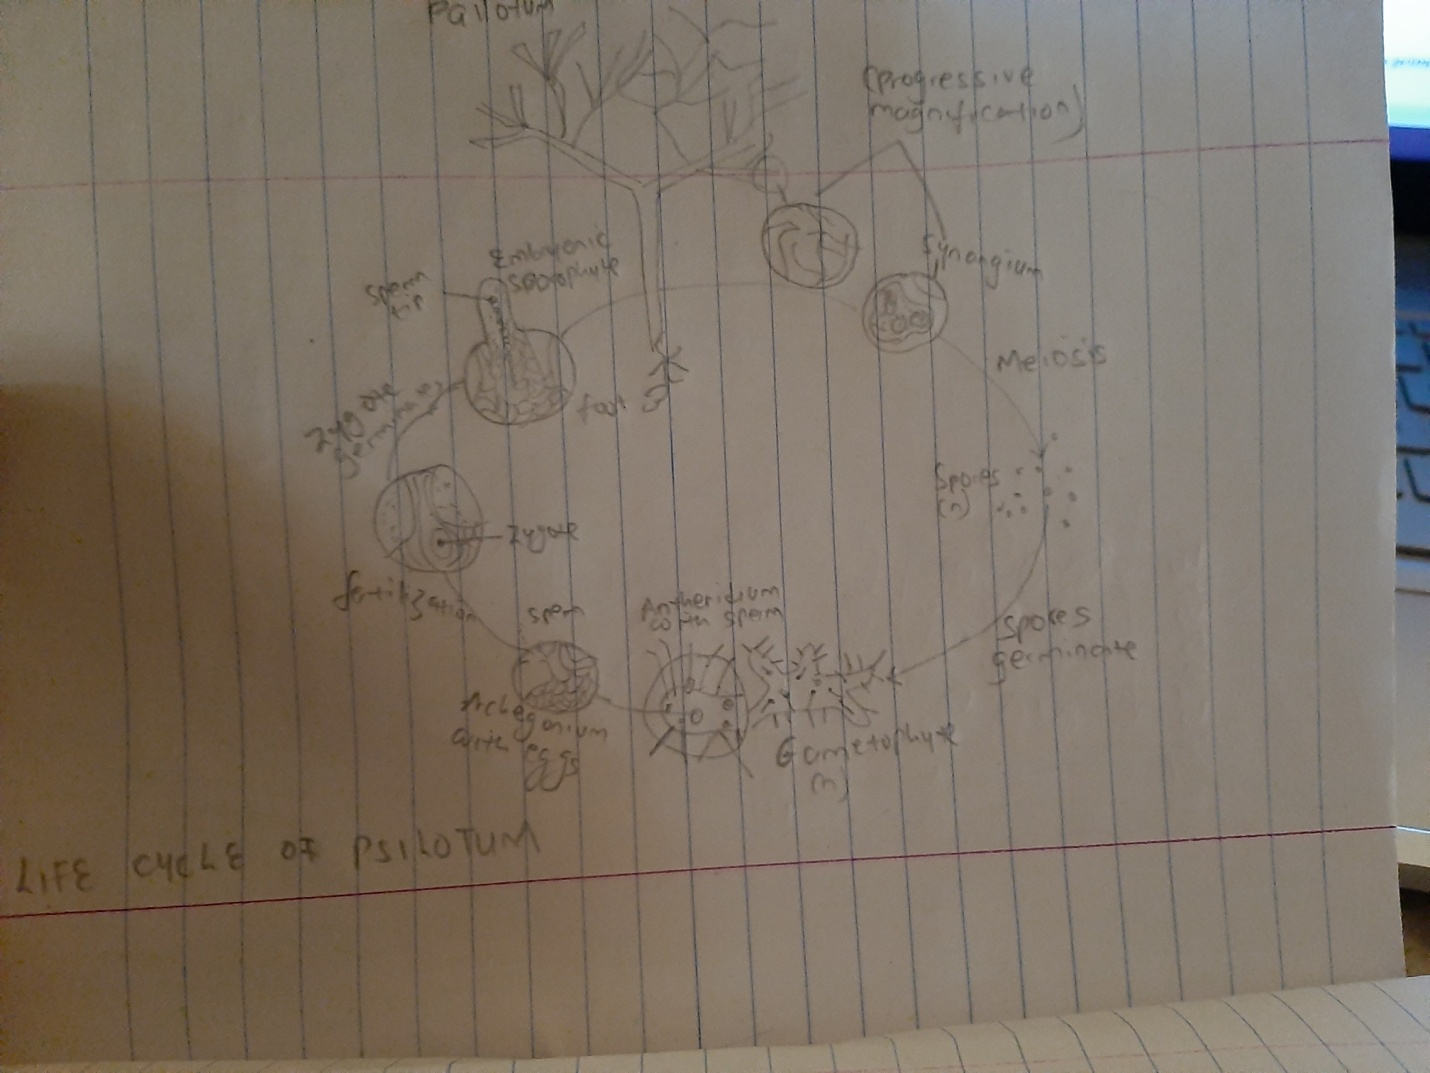 PSILOTUM
(Progressive
magnification)
Synangium
Embryonic
sporophyte
Meiosis
foot
Zygote
germinates
Spores
(n)
Zygote
fertilization
sperm
Antheridium
with sperm
Spores
germinate
Archegonium
with eggs
Gametophyte
(n)
LIFE CYCLE OF PSILOTUM